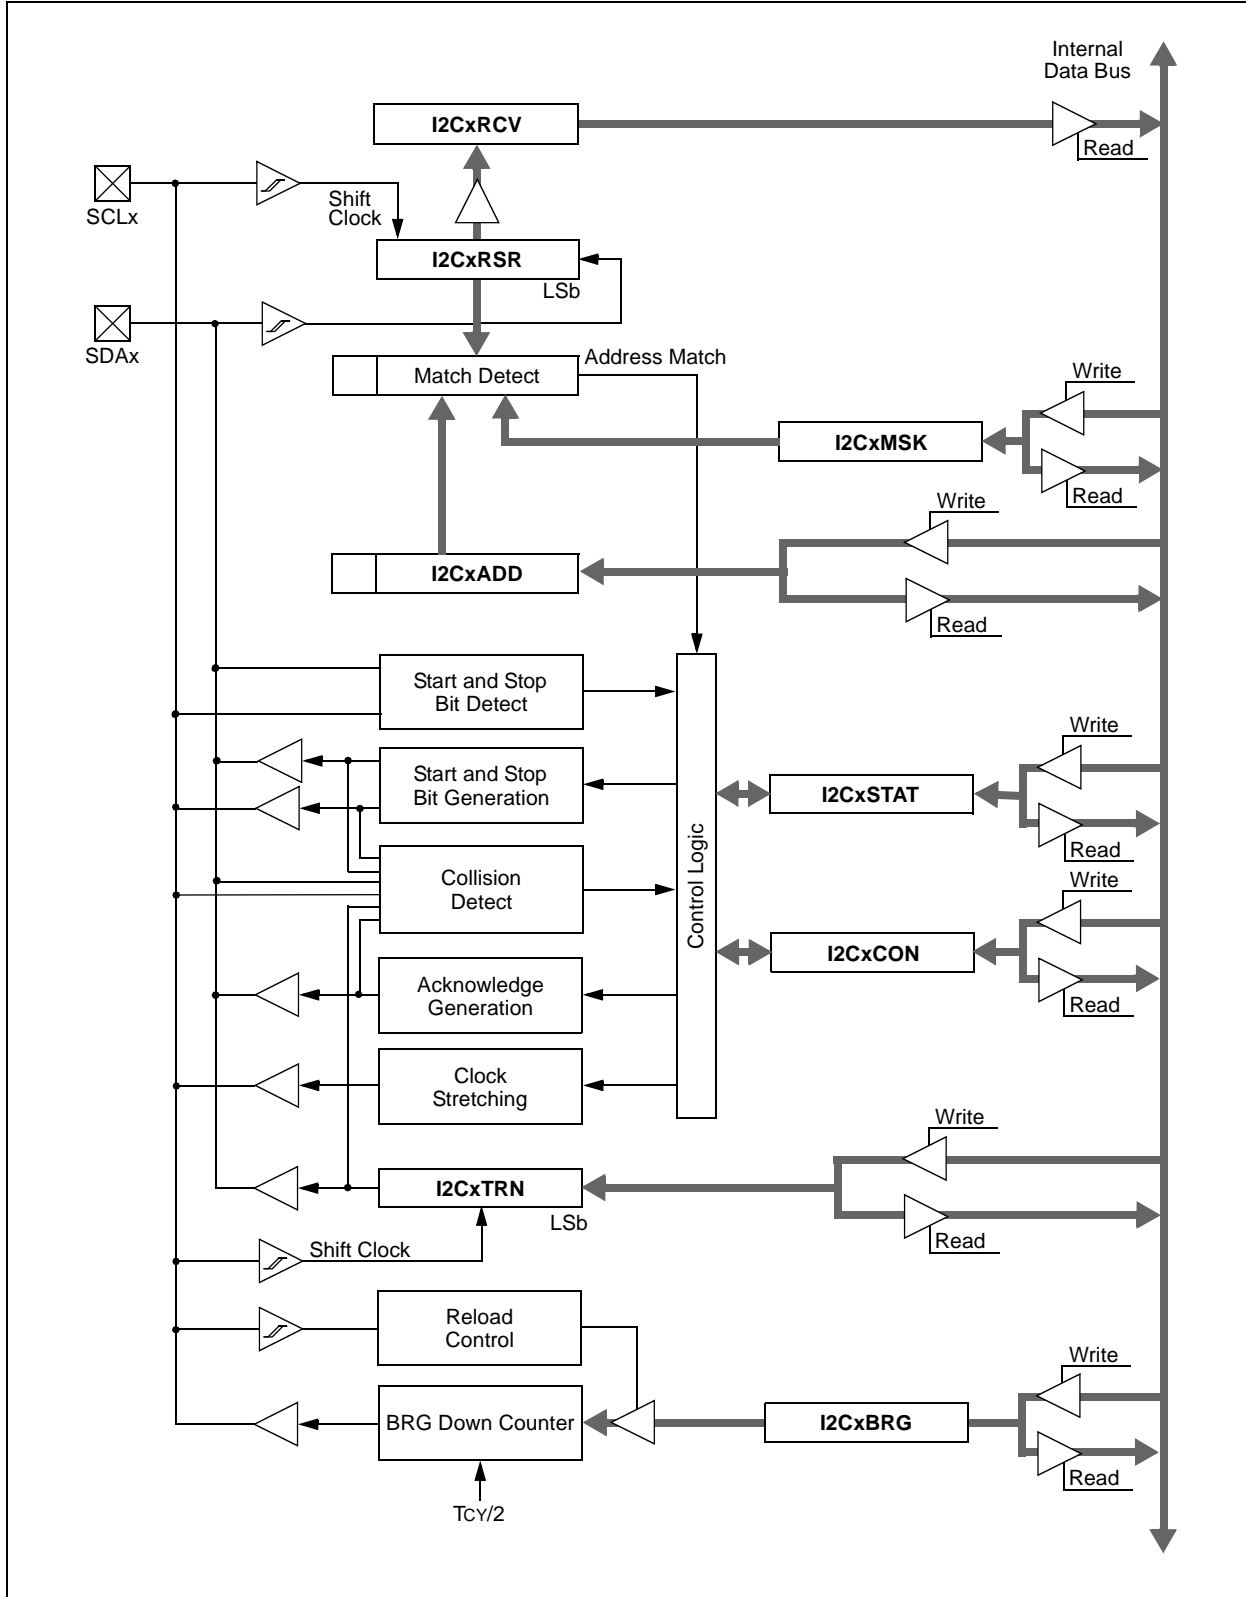 Internal
Data Bus
I2CxRCV
Read
SCLx
Shift
Clock
I2CxRSR
LSb
SDAx
Address Match
Match Detect
Write
I2CxMSK
Read
Write
I2CxADD
Read
Start and Stop
Bit Detect
Write
Start and Stop
Bit Generation
I2CxSTAT
Read
Control Logic
Collision
Detect
Write
I2CxCON
Read
Acknowledge
Generation
Clock
Stretching
Write
I2CxTRN
LSb
Read
Shift Clock
Reload
Control
Write
BRG Down Counter
I2CxBRG
Read
TCY/2